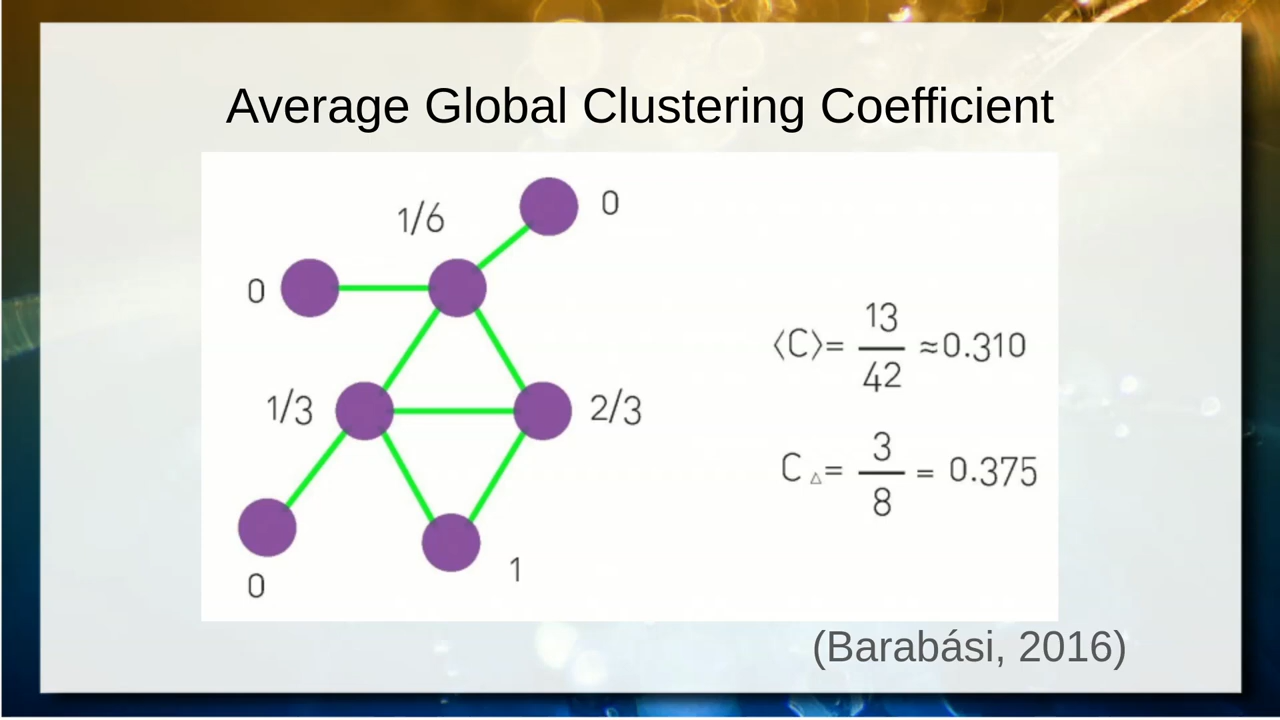 Average Global Clustering Coefficient
0
1/6
0
1/3
2/3
0
1
⟨C⟩= 13/42 ≈0.310
C△= 3/8 = 0.375
(Barabási, 2016)